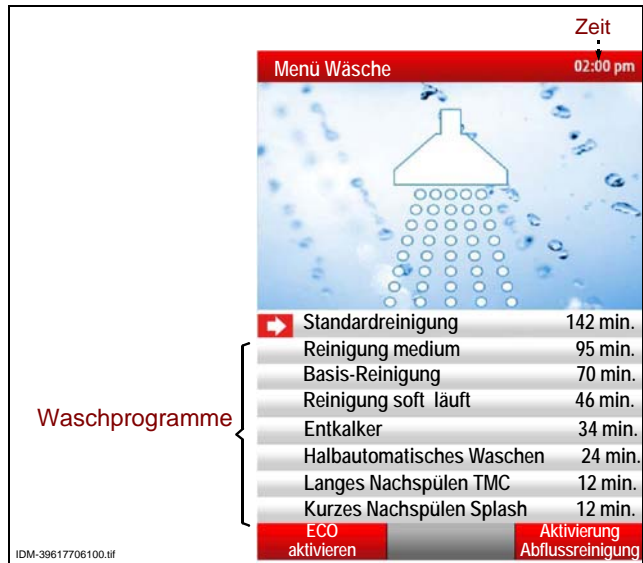 Zeit
Menü Wäsche 02:00 pm
Standardreinigung 142 min.
Reinigung medium 95 min.
Basis-Reinigung 70 min.
Reinigung soft läuft 46 min.
Waschprogramme
Entkalker 34 min.
Halbautomatisches Waschen 24 min.
Langes Nachspülen TMC 12 min.
Kurzes Nachspülen Splash 12 min.
ECO
aktivieren
Aktivierung
Abflussreinigung
IDM-39617706100.tif